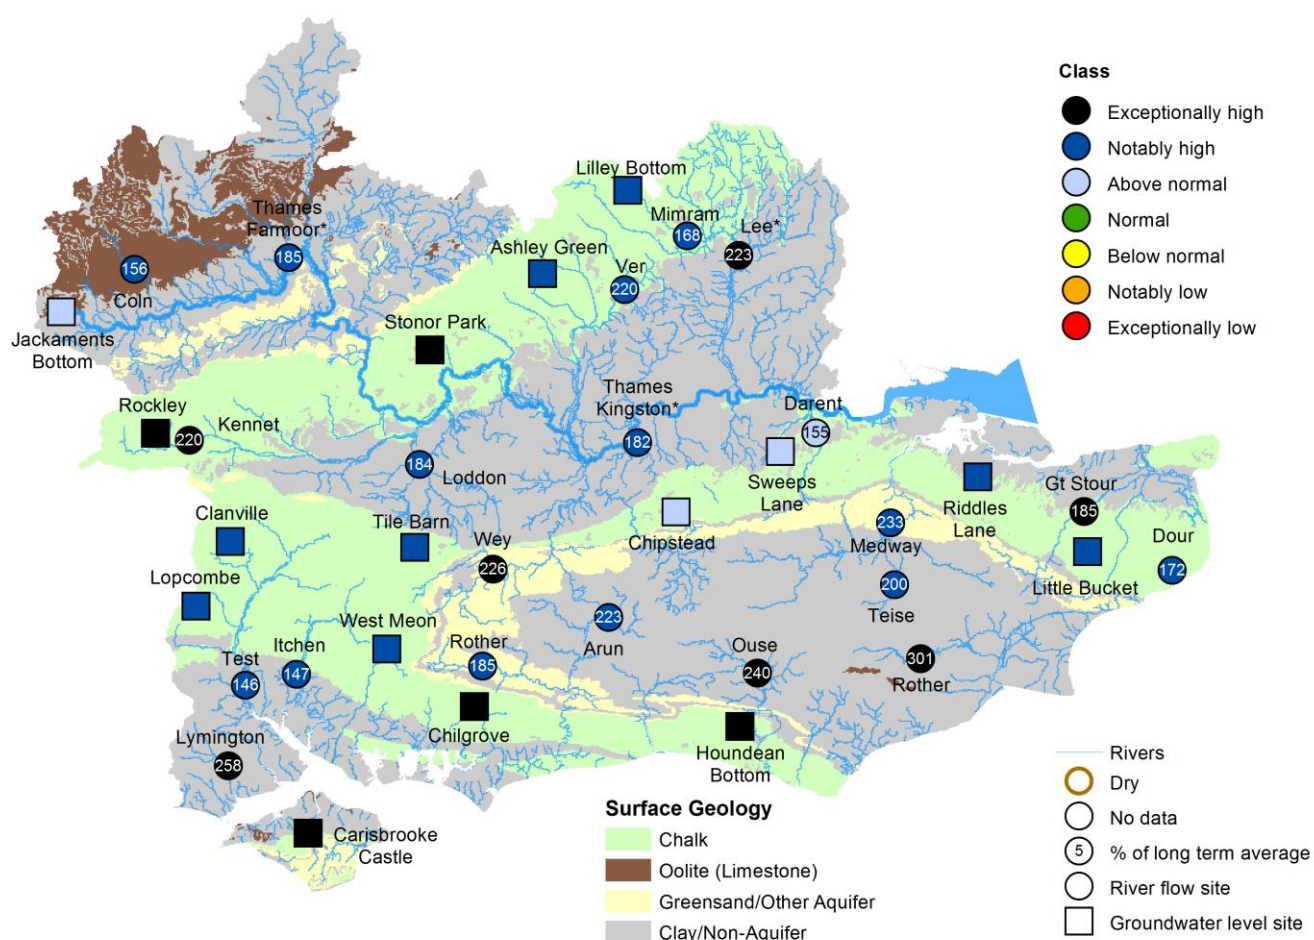 Class
Exceptionally high
Notably high
Above normal
Normal
Below normal
Notably low
Exceptionally low
Lilley Bottom
Mimram
168
Lee*
223
Thames
Farmoor*
185
Ashley Green
Ver
220
156
Coln
Jackaments
Bottom
Stonor Park
Thames
Kingston*
182
Darent
155
Rockley
220
Kennet
184
Loddon
Sweeps
Lane
Riddles
Lane
Gt Stour
185
Clanville
Tile Barn
Wey
226
Chipstead
233
Medway
Dour
172
Little Bucket
200
Teise
Lopcombe
West Meon
223
Arun
Itchen
147
Test
146
Rother
185
Ouse
240
301
Rother
Chilgrove
Houndean
Bottom
Lymington
258
Carisbrooke
Castle
Surface Geology
Chalk
Oolite (Limestone)
Greensand/Other Aquifer
Clay/Non-Aquifer
Rivers
Dry
No data
5
% of long term average
River flow site
Groundwater level site